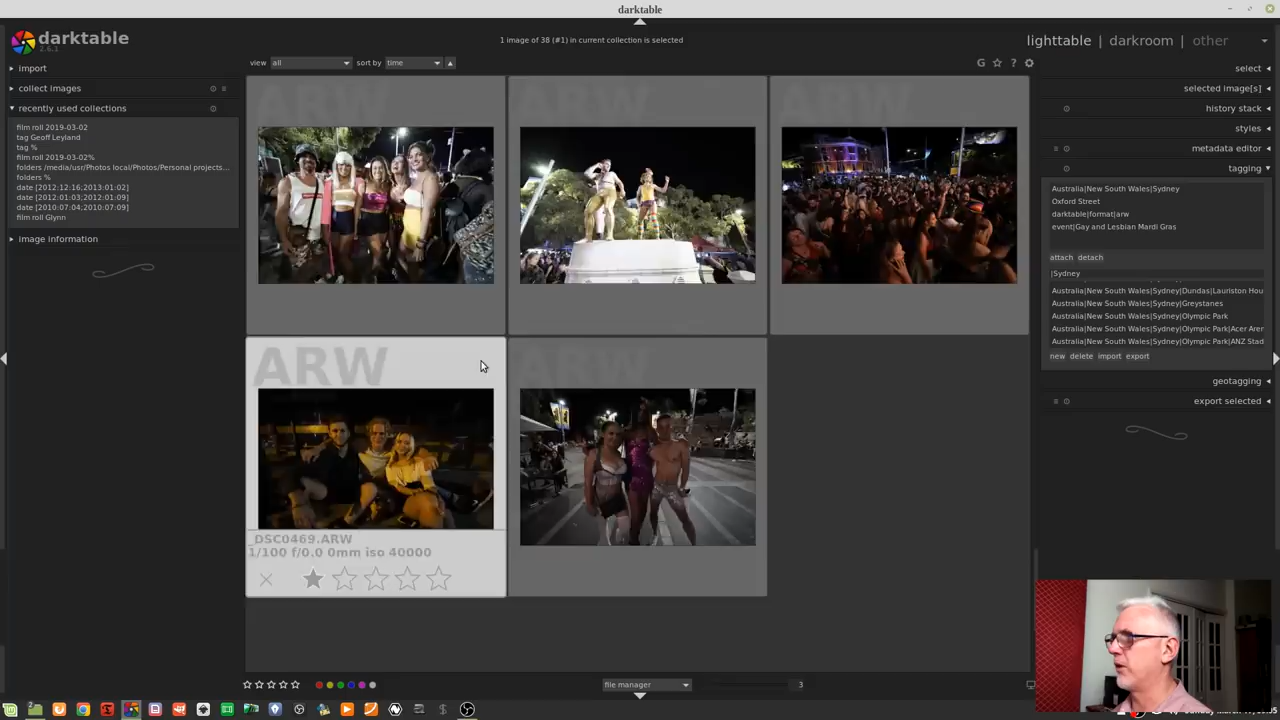 darktable
darktable
2.6.1
1 image of 38 (#1) in current collection is selected
lighttable | darkroom | other
import
collect images
recently used collections
film roll 2019-03-02
tag Geoff Leyland
tag %
film roll 2019-03-02%
folders /media/usr/Photos local/Photos/Personal projects...
folders %
date [2012:12:16;2013:01:02]
date [2012:01:03;2012:01:09]
date [2010:07:04;2010:07:09]
film roll Glynn
image information
view all sort by time
G ?
ARW
ARW
ARW
ARW
ARW
_DSC0469.ARW
1/100 f/0.0 0mm iso 40000
select
selected image[s]
history stack
styles
metadata editor
tagging
Australia|New South Wales|Sydney
Oxford Street
darktable|format|arw
event|Gay and Lesbian Mardi Gras
attach detach
|Sydney
Australia|New South Wales|Sydney|Dundas|Lauriston Hou
Australia|New South Wales|Sydney|Greystanes
Australia|New South Wales|Sydney|Olympic Park
Australia|New South Wales|Sydney|Olympic Park|Acer Aren
Australia|New South Wales|Sydney|Olympic Park|ANZ Stad
new delete import export
geotagging
export selected
file manager
3